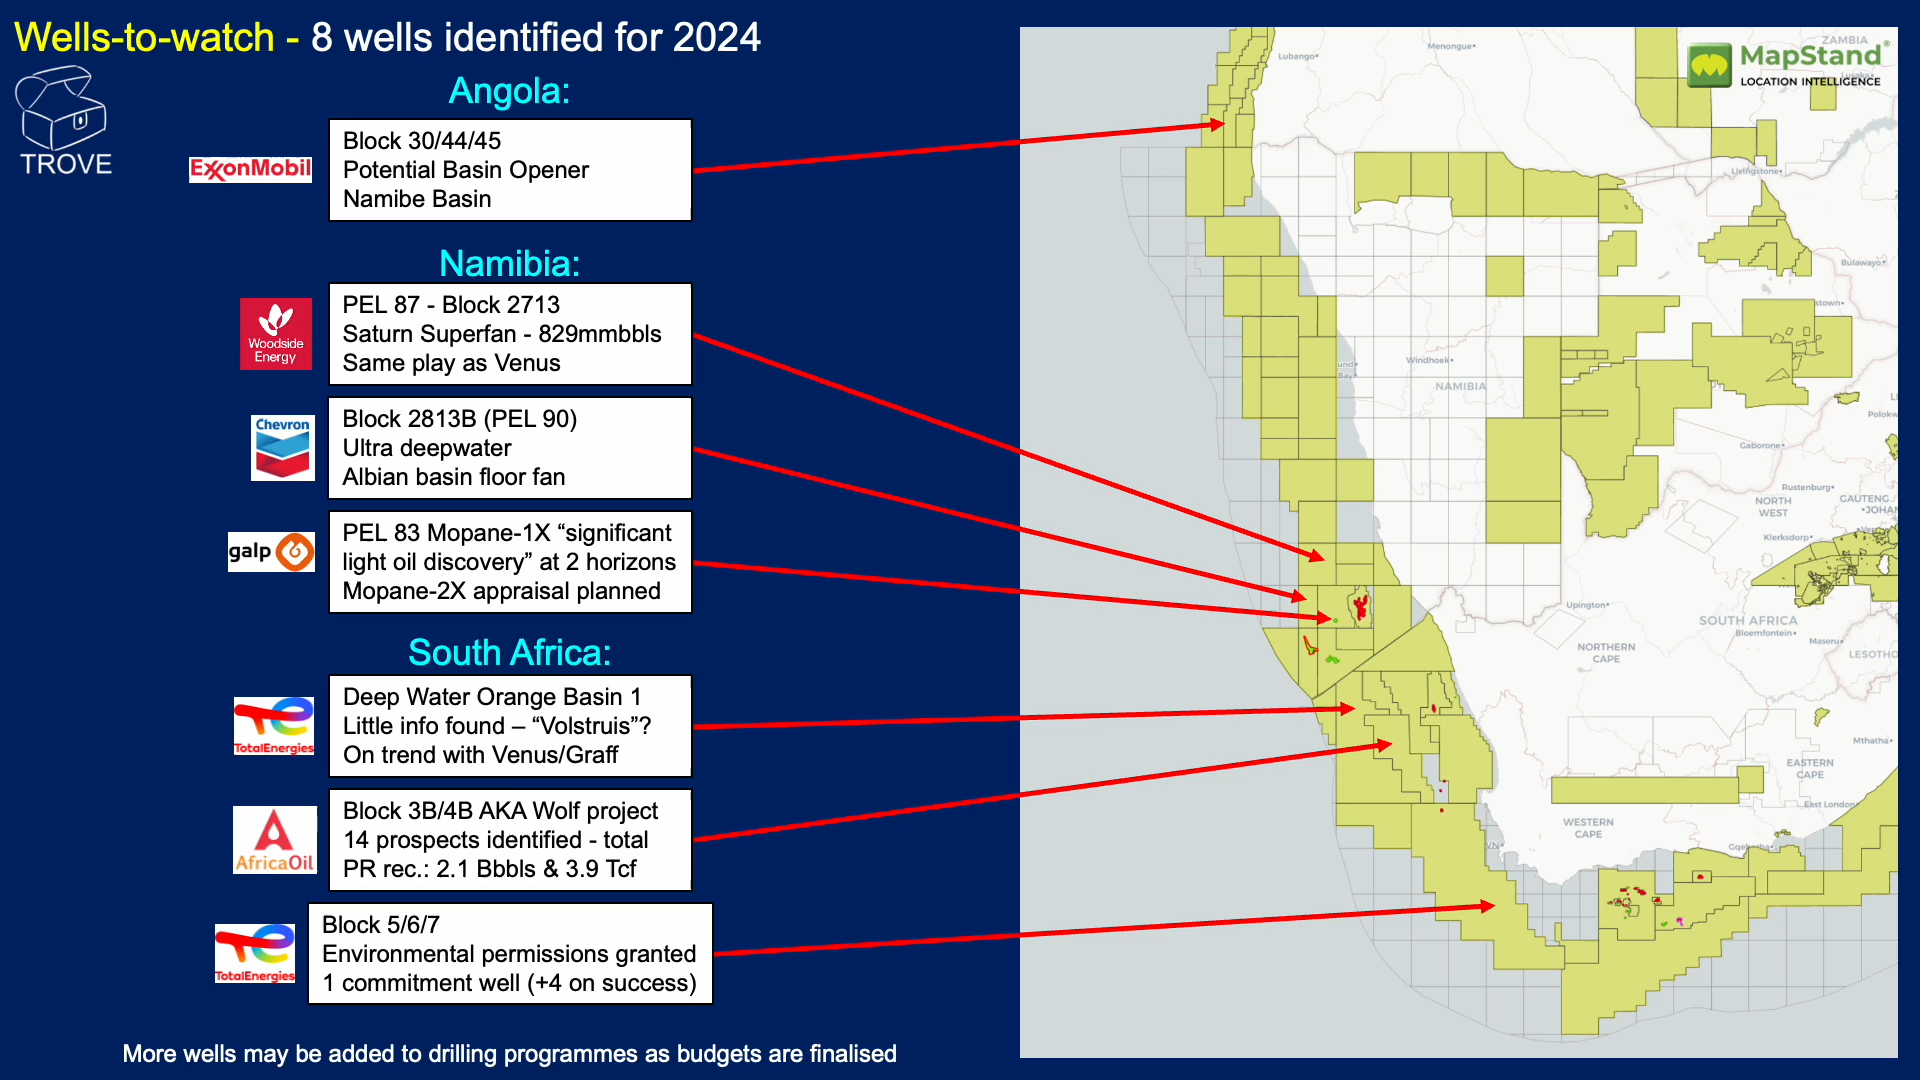 Wells-to-watch - 8 wells identified for 2024
TROVE
Angola:
ExxonMobil
Block 30/44/45
Potential Basin Opener
Namibe Basin
Namibia:
Woodside
Energy
PEL 87 - Block 2713
Saturn Superfan - 829mmbbls
Same play as Venus
Chevron
Block 2813B (PEL 90)
Ultra deepwater
Albian basin floor fan
galp
PEL 83 Mopane-1X “significant
light oil discovery” at 2 horizons
Mopane-2X appraisal planned
South Africa:
TotalEnergies
Deep Water Orange Basin 1
Little info found – “Volstruis”?
On trend with Venus/Graff
AfricaOil
Block 3B/4B AKA Wolf project
14 prospects identified - total
PR rec.: 2.1 Bbbls & 3.9 Tcf
TotalEnergies
Block 5/6/7
Environmental permissions granted
1 commitment well (+4 on success)
More wells may be added to drilling programmes as budgets are finalised
MapStand
LOCATION INTELLIGENCE
ZAMBIA
Lusaka
Lubango
Menongue
Livingstone
Bulawayo
stown
Windhoek
NAMIBIA
Bay
Polokw
Gaborone
Rustenburg
NORTH
WEST
GAUTENG
JOHAN
Klerksdorp
Upington
SOUTH AFRICA
Bloemfontein
Maseru
LESOTHO
NORTHERN
CAPE
Mthatha
EASTERN
CAPE
East London
WESTERN
CAPE